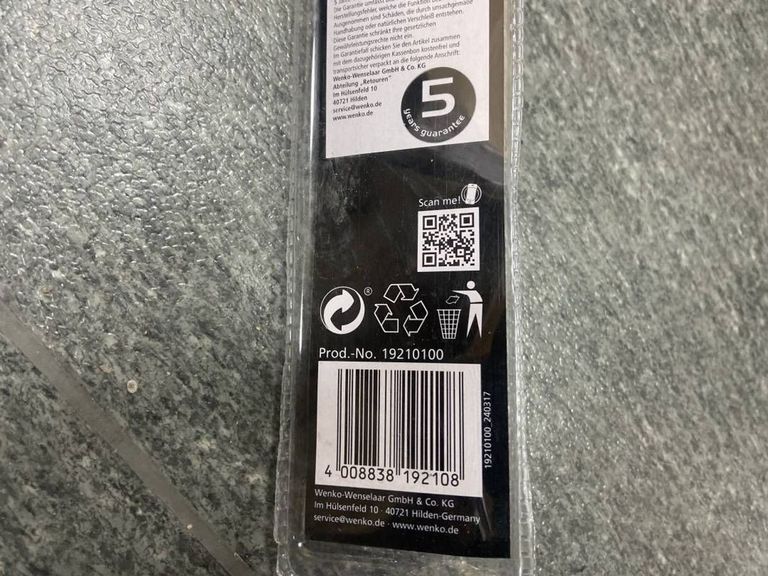 Die Garantie umfasst
Herstellungsfehler, welche die Funktion
Ausgenommen sind Schäden, die durch unsachgemäße
Handhabung oder natürlichen Verschleiß entstehen.
Diese Garantie schränkt ihre gesetzlichen
Gewährleistungsrechte nicht ein.
Im Garantiefall schicken Sie den Artikel zusammen
mit dem dazugehörigen Kassenbon kostenfrei und
transportsicher verpackt an die folgende Anschrift.
Wenko-Wenselaar GmbH & Co. KG
Abteilung „Retouren"
Im Hülsenfeld 10
40721 Hilden
service@wenko.de
www.wenko.de
5
years guarantee
Scan me!
®
Prod.-No. 19210100
4 008838 192108
19210100_240317
Wenko-Wenselaar GmbH & Co. KG
Im Hülsenfeld 10 · 40721 Hilden-Germany
service@wenko.de · www.wenko.de